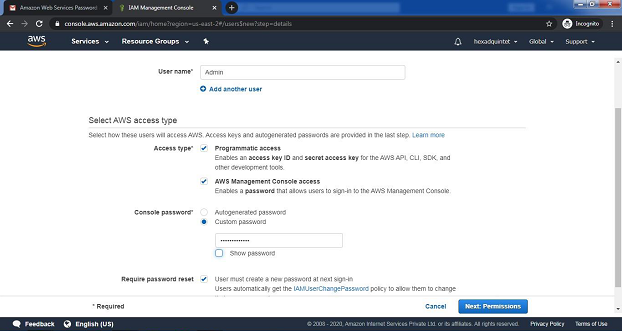 Amazon Web Services Password
IAM Management Console
console.aws.amazon.com/iam/home?region=us-east-2#/users$new?step=details
Incognito
aws
Services
Resource Groups
hexadquintet
Global
Support
User name*
Admin
Add another user
Select AWS access type
Select how these users will access AWS. Access keys and autogenerated passwords are provided in the last step. Learn more
Access type*
Programmatic access
Enables an access key ID and secret access key for the AWS API, CLI, SDK, and
other development tools.
AWS Management Console access
Enables a password that allows users to sign-in to the AWS Management Console.
Console password*
Autogenerated password
Custom password
•••••••••••••
Show password
Require password reset
User must create a new password at next sign-in
Users automatically get the IAMUserChangePassword policy to allow them to change
* Required
Cancel
Next: Permissions
Feedback
English (US)
© 2008 - 2020, Amazon Internet Services Private Ltd. or its affiliates. All rights reserved.
Privacy Policy
Terms of Use